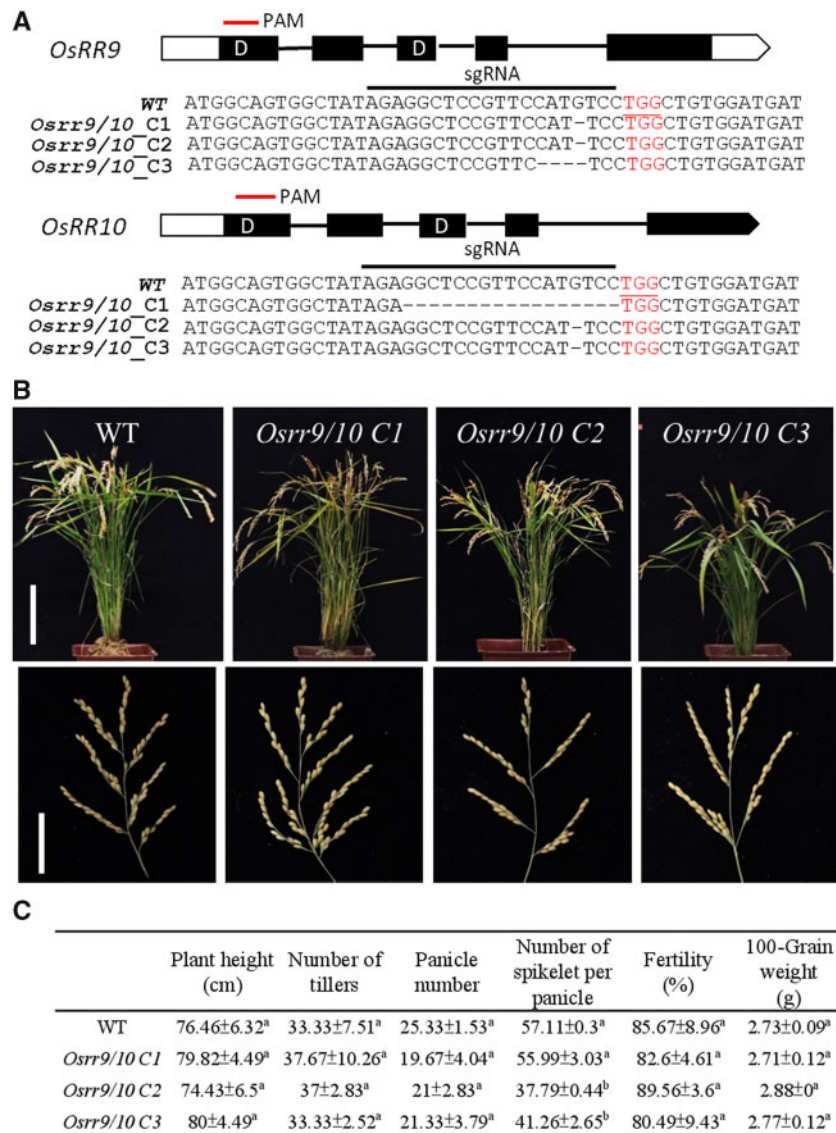 A
PAM
OsRR9
D D
sgRNA
WT ATGGCAGTGGCTATAGAGGCTCCGTTCCATGTCCTGGCTGTGGATGAT
Osrr9/10_C1 ATGGCAGTGGCTATAGAGGCTCCGTTCCAT-TCCTGGCTGTGGATGAT
Osrr9/10_C2 ATGGCAGTGGCTATAGAGGCTCCGTTCCAT-TCCTGGCTGTGGATGAT
Osrr9/10_C3 ATGGCAGTGGCTATAGAGGCTCCGTTC----TCCTGGCTGTGGATGAT
PAM
OsRR10
D D
sgRNA
WT ATGGCAGTGGCTATAGAGGCTCCGTTCCATGTCCTGGCTGTGGATGAT
Osrr9/10_C1 ATGGCAGTGGCTATAGA-----------------TGGCTGTGGATGAT
Osrr9/10_C2 ATGGCAGTGGCTATAGAGGCTCCGTTCCAT-TCCTGGCTGTGGATGAT
Osrr9/10_C3 ATGGCAGTGGCTATAGAGGCTCCGTTCCAT-TCCTGGCTGTGGATGAT
B
WT Osrr9/10 C1 Osrr9/10 C2 Osrr9/10 C3
C
Plant height (cm) Number of tillers Panicle number Number of spikelet per panicle Fertility (%) 100-Grain weight (g)
WT 76.46±6.32a 33.33±7.51a 25.33±1.53a 57.11±0.3a 85.67±8.96a 2.73±0.09a
Osrr9/10 C1 79.82±4.49a 37.67±10.26a 19.67±4.04a 55.99±3.03a 82.6±4.61a 2.71±0.12a
Osrr9/10 C2 74.43±6.5a 37±2.83a 21±2.83a 37.79±0.44b 89.56±3.6a 2.88±0a
Osrr9/10 C3 80±4.49a 33.33±2.52a 21.33±3.79a 41.26±2.65b 80.49±9.43a 2.77±0.12a